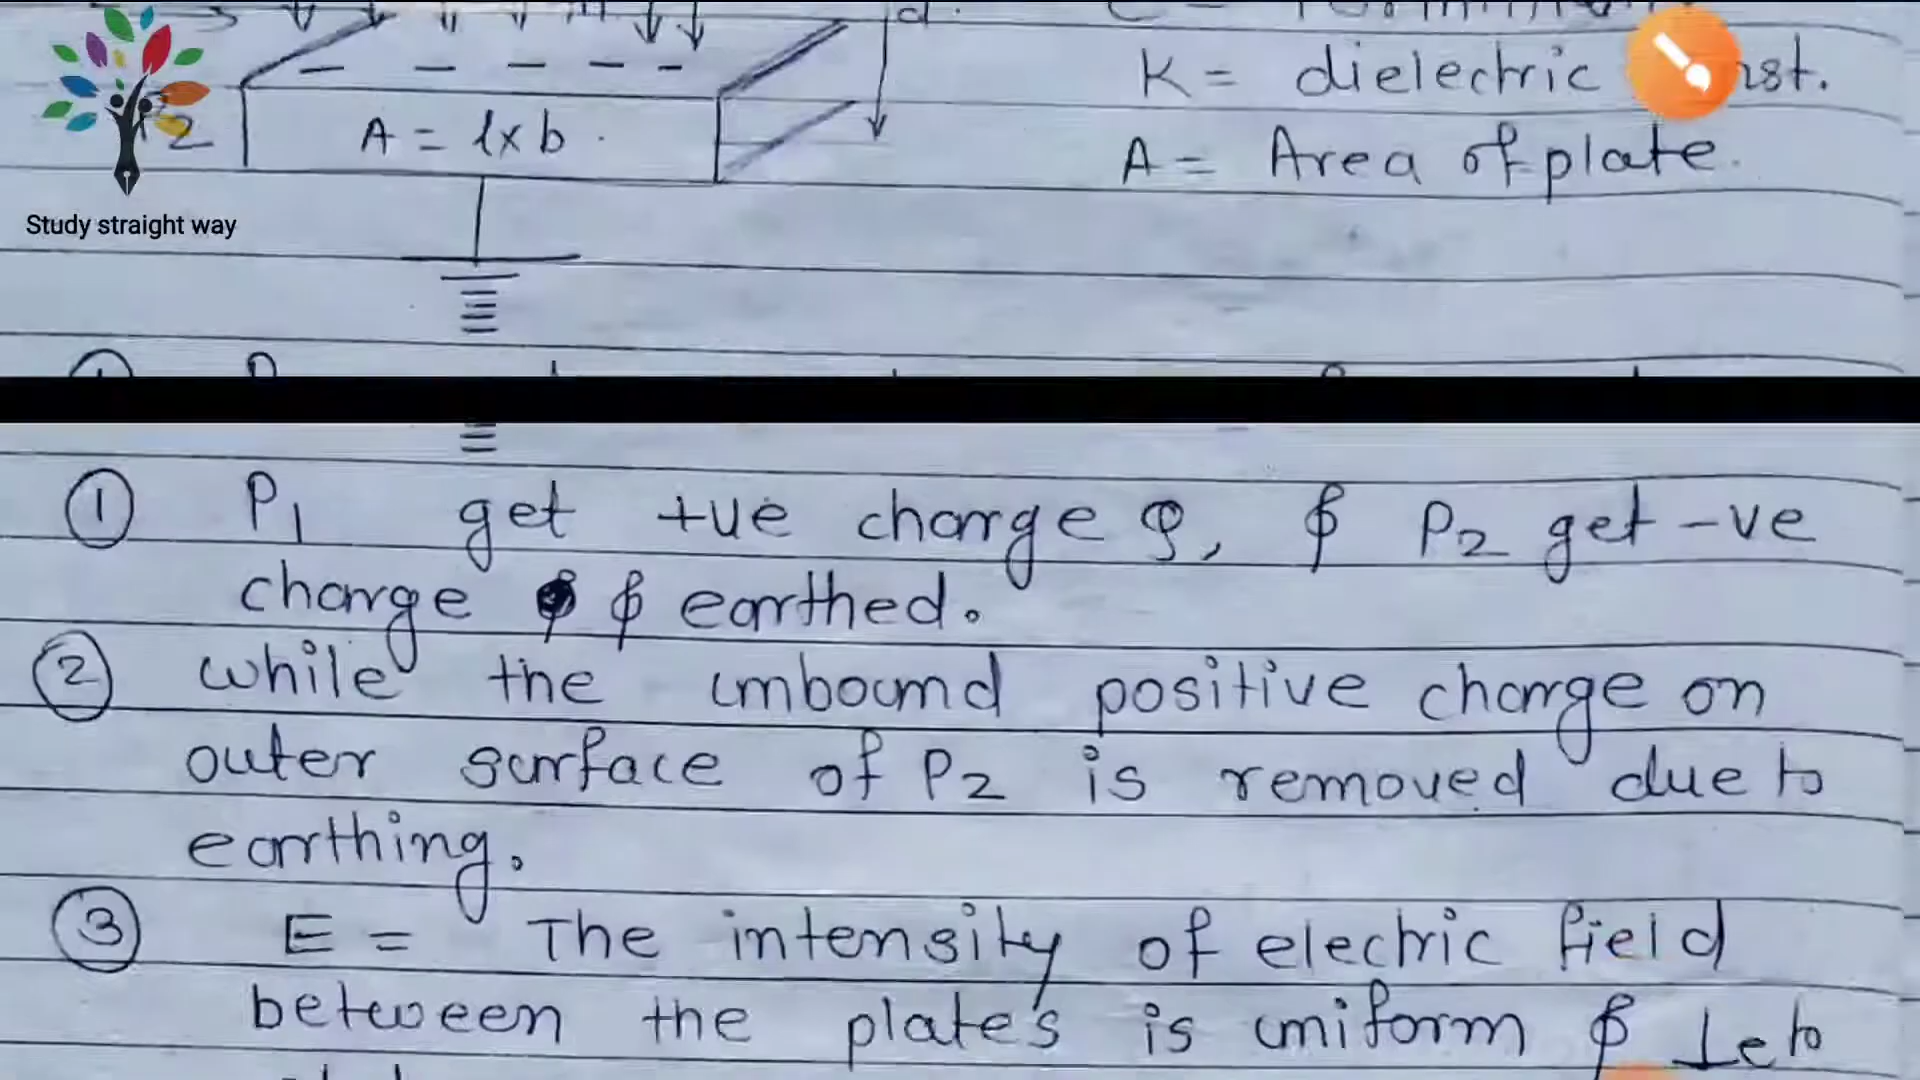 d.
K = dielectric
A = l x b .
A = Area of plate.
Study straight way
① P1 get +ve charge Q, & P2 get -ve
charge & earthed.
② while the unbound positive charge on
outer surface of P2 is removed due to
earthing.
③ E = The intensity of electric field
between the plates is uniform & ⊥e to